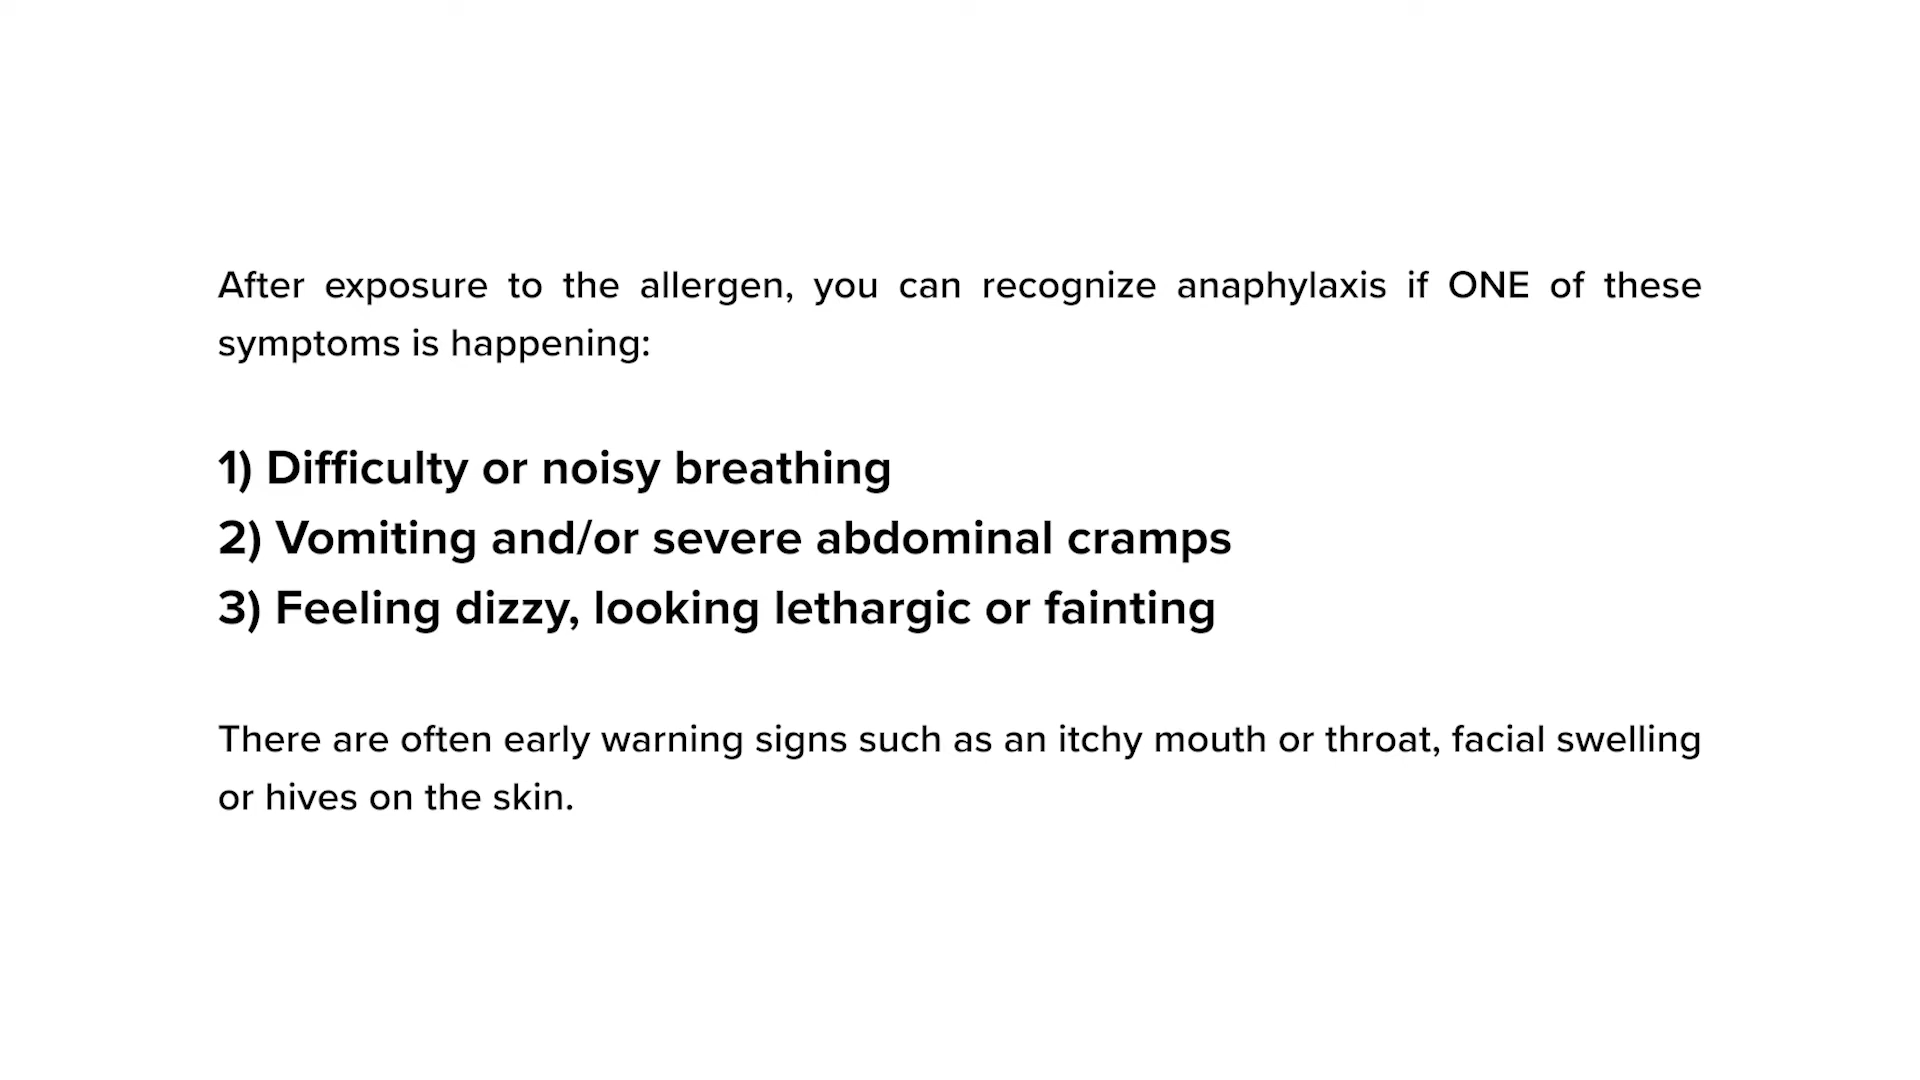 After exposure to the allergen, you can recognize anaphylaxis if ONE of these
symptoms is happening:
1) Difficulty or noisy breathing
2) Vomiting and/or severe abdominal cramps
3) Feeling dizzy, looking lethargic or fainting
There are often early warning signs such as an itchy mouth or throat, facial swelling
or hives on the skin.